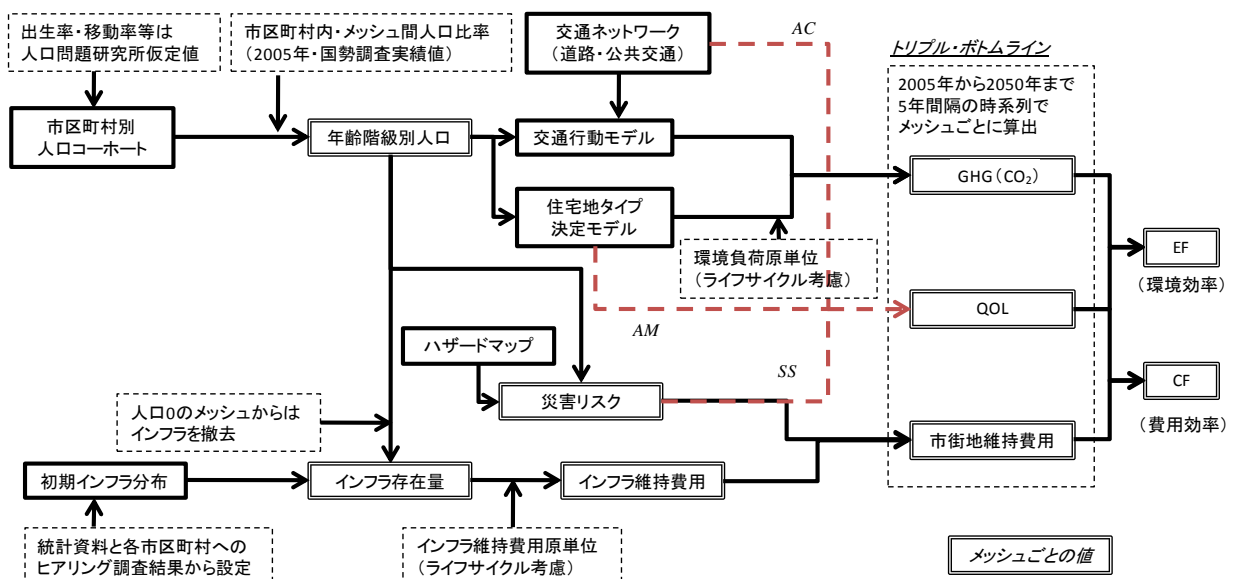 出生率・移動率等は
人口問題研究所仮定値
市区町村内・メッシュ間人口比率
（2005年・国勢調査実績値）
交通ネットワーク
（道路・公共交通）
AC
トリプル・ボトムライン
2005年から2050年まで
5年間隔の時系列で
メッシュごとに算出
市区町村別
人口コーホート
年齢階級別人口
交通行動モデル
GHG（CO₂）
住宅地タイプ
決定モデル
環境負荷原単位
（ライフサイクル考慮）
EF
（環境効率）
QOL
AM
ハザードマップ
SS
災害リスク
CF
（費用効率）
人口0のメッシュからは
インフラを撤去
市街地維持費用
初期インフラ分布
インフラ存在量
インフラ維持費用
統計資料と各市区町村への
ヒアリング調査結果から設定
インフラ維持費用原単位
（ライフサイクル考慮）
メッシュごとの値